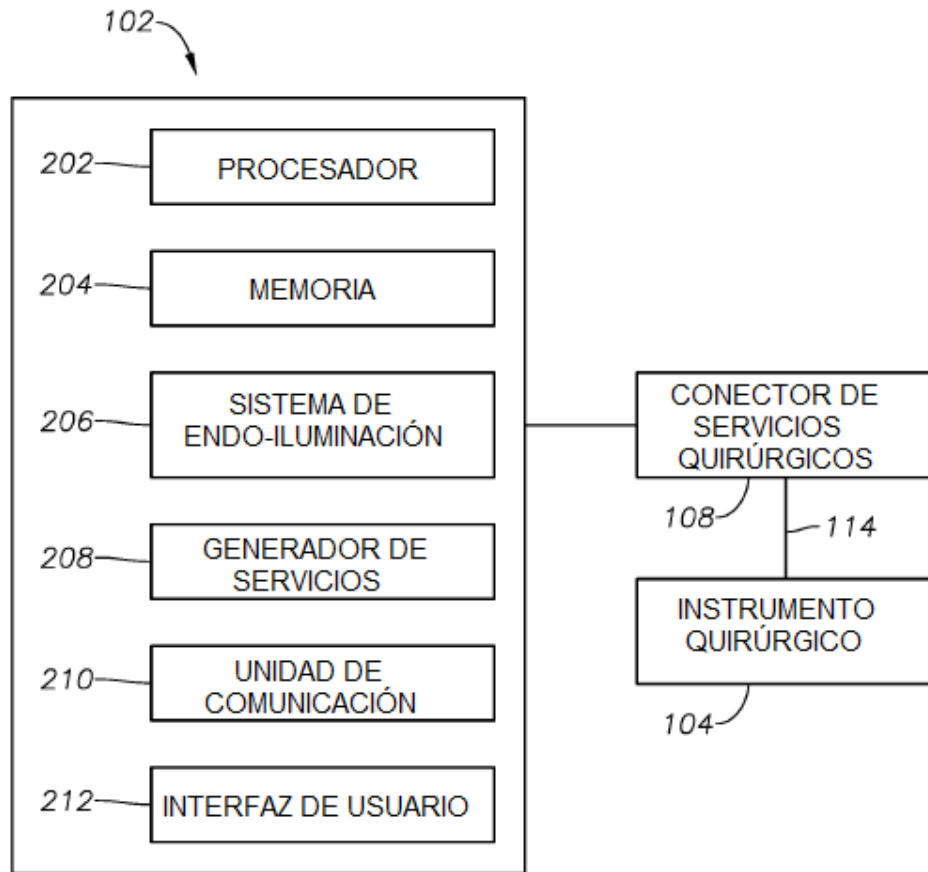 102
202
PROCESADOR
204
MEMORIA
206
SISTEMA DE
ENDO-ILUMINACIÓN
208
GENERADOR DE
SERVICIOS
210
UNIDAD DE
COMUNICACIÓN
212
INTERFAZ DE USUARIO
CONECTOR DE
SERVICIOS
QUIRÚRGICOS
108
114
INSTRUMENTO
QUIRÚRGICO
104